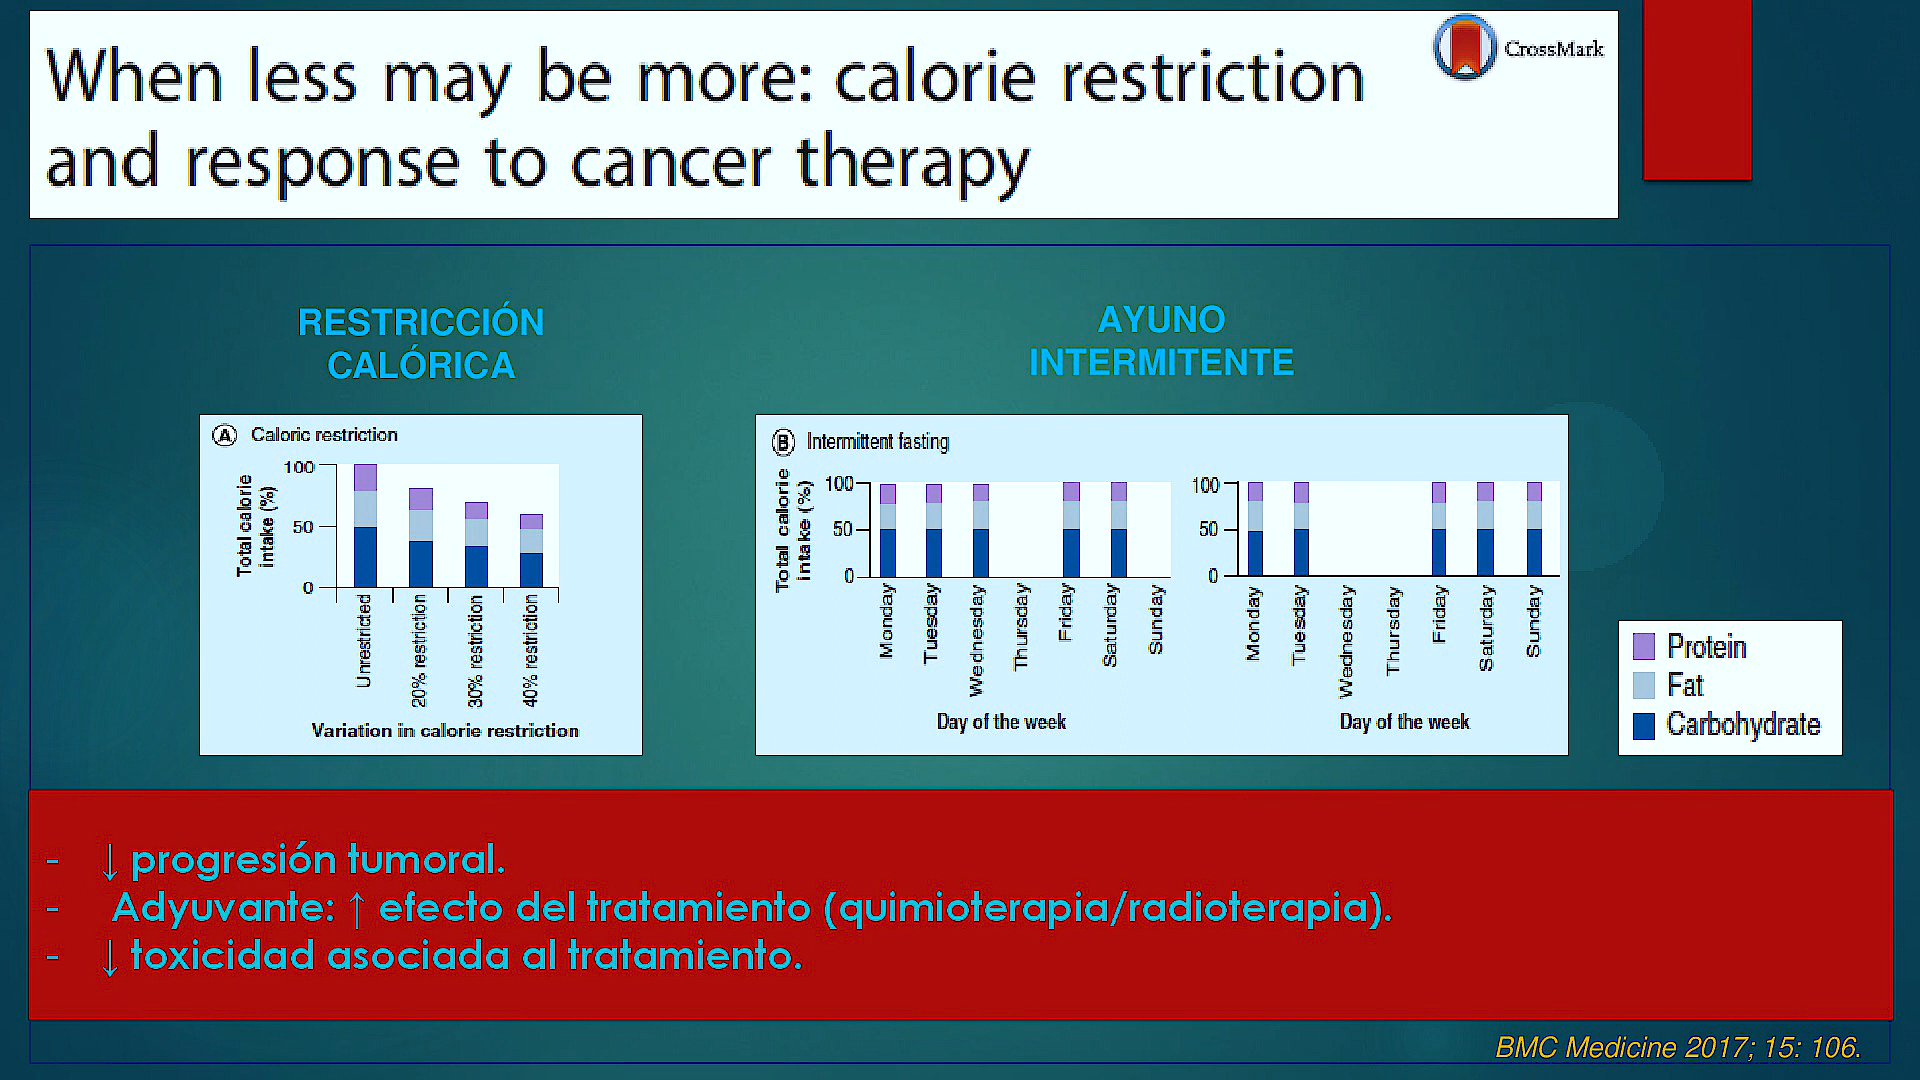 When less may be more: calorie restriction
and response to cancer therapy
CrossMark
RESTRICCIÓN
CALÓRICA
AYUNO
INTERMITENTE
A Caloric restriction
Total calorie
intake (%)
100
50
0
Unrestricted
20% restriction
30% restriction
40% restriction
Variation in calorie restriction
B Intermittent fasting
Total calorie
intake (%)
100
50
0
Monday
Tuesday
Wednesday
Thursday
Friday
Saturday
Sunday
Day of the week
100
50
0
Monday
Tuesday
Wednesday
Thursday
Friday
Saturday
Sunday
Day of the week
Protein
Fat
Carbohydrate
- ↓ progresión tumoral.
- Adyuvante: ↑ efecto del tratamiento (quimioterapia/radioterapia).
- ↓ toxicidad asociada al tratamiento.
BMC Medicine 2017; 15: 106.